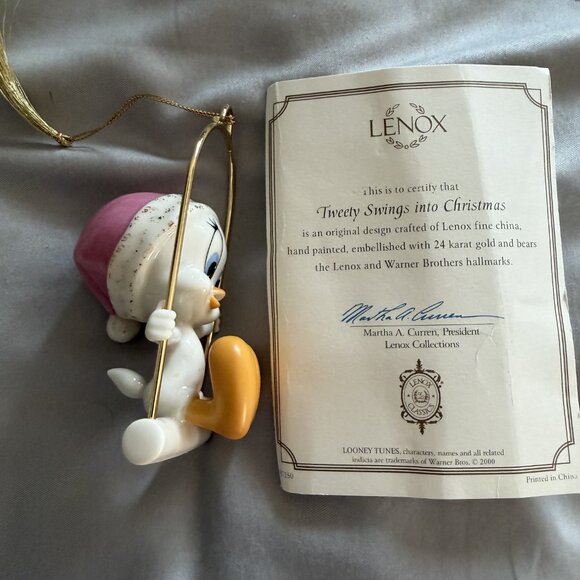 LENOX
This is to certify that
Tweety Swings into Christmas
is an original design crafted of Lenox fine china,
hand painted, embellished with 24 karat gold and bears
the Lenox and Warner Brothers hallmarks.
Martha A. Curren
Martha A. Curren, President
Lenox Collections
LENOX
CLASSICS
LOONEY TUNES, characters, names and all related
indicia are trademarks of Warner Bros. © 2000
Printed in China